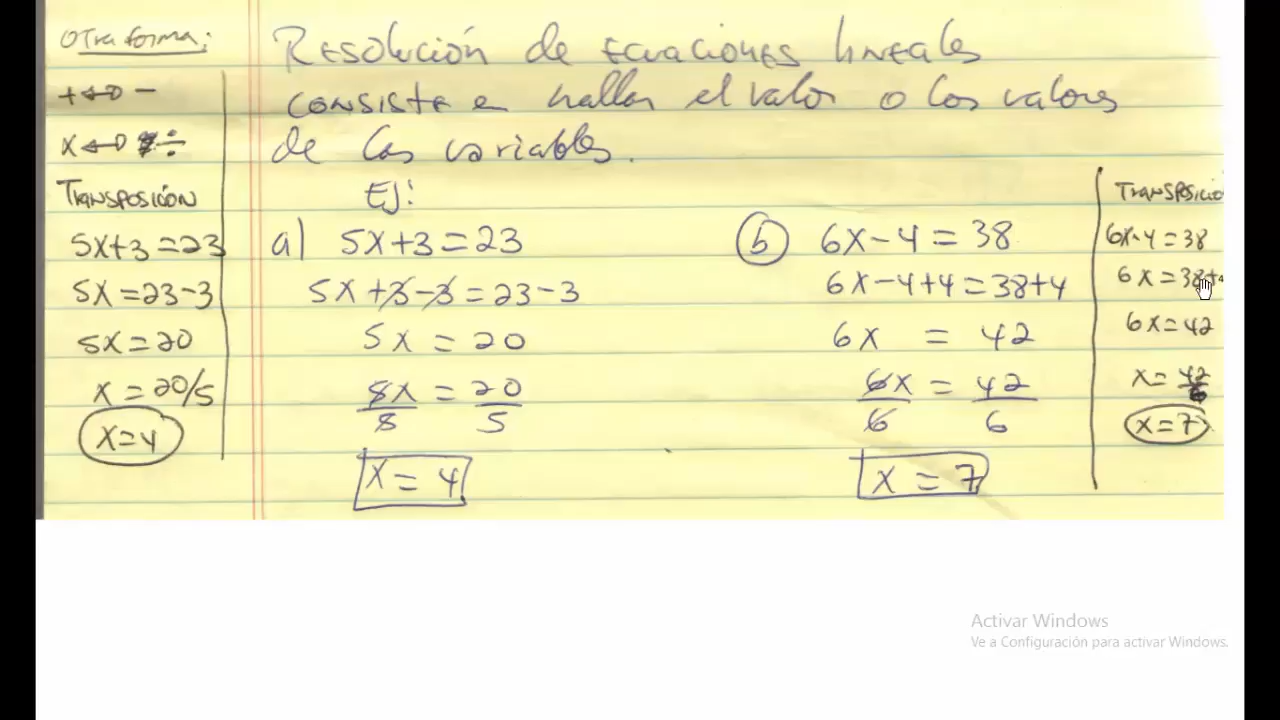 Otra forma:
+ ↔ −
x ↔ ÷
TRANSPOSICIÓN
5x+3=23
5x=23-3
5x=20
x=20/5
x=4
Resolución de ecuaciones lineales
consiste en hallar el valor o los valores
de las variables.
EJ:
a) 5x+3=23
5x+3-3=23-3
5x = 20
5x = 20
5 5
x = 4
b 6x-4=38
6x-4+4=38+4
6x = 42
6x = 42
6 6
x = 7
TRANSPOSICIO
6x-4=38
6x=38+
6x=42
x=42
6
x=7
Activar Windows
Ve a Configuración para activar Windows.